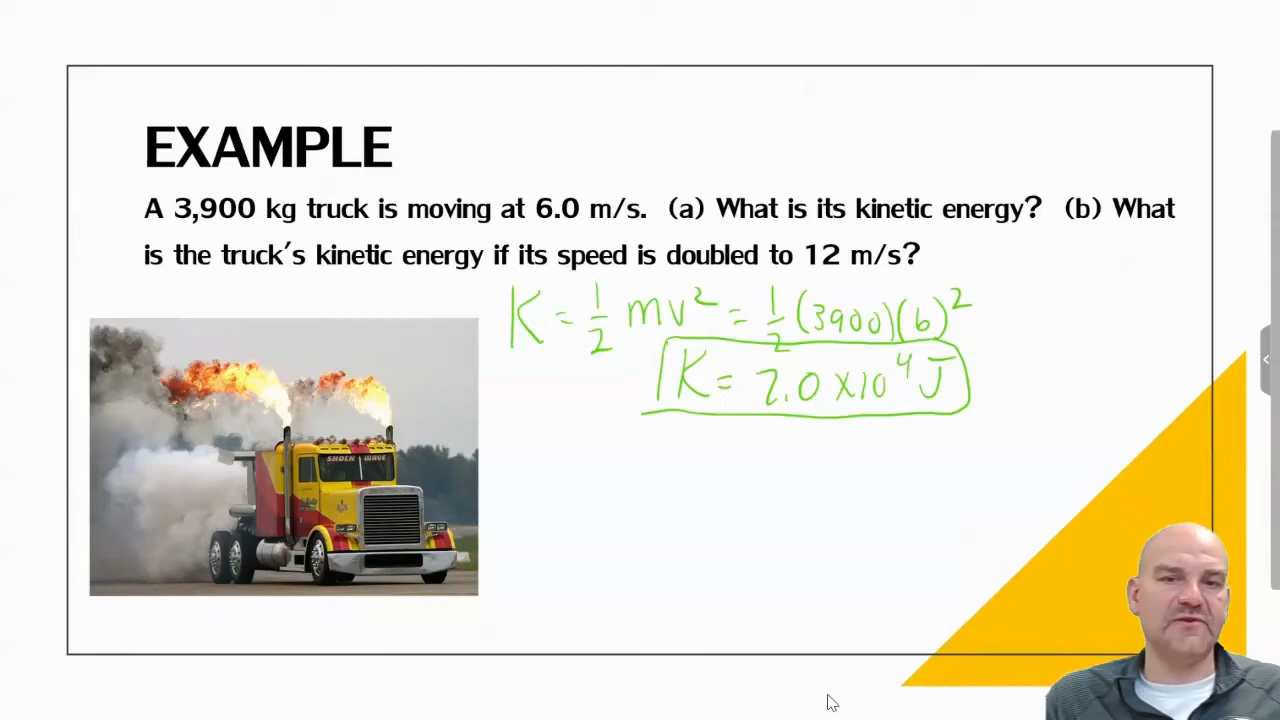 EXAMPLE
A 3,900 kg truck is moving at 6.0 m/s. (a) What is its kinetic energy? (b) What
is the truck's kinetic energy if its speed is doubled to 12 m/s?
K = 1/2 mv² = 1/2 (3900)(6)²
K = 7.0 x10⁴ J
SHOCK WAVE